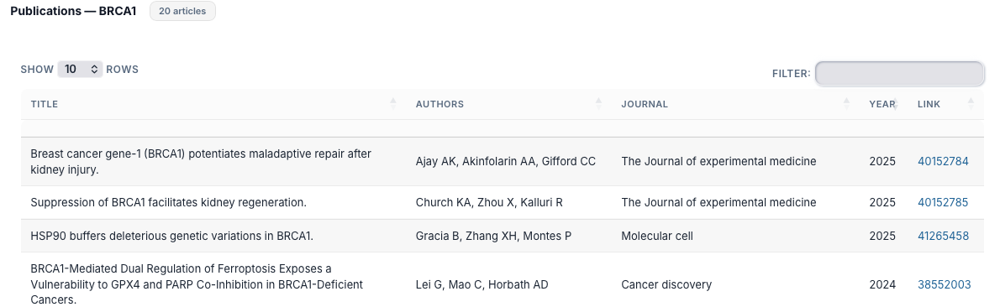 Publications — BRCA1 20 articles
SHOW 10 ROWS
FILTER:
TITLE AUTHORS JOURNAL YEAR LINK
Breast cancer gene-1 (BRCA1) potentiates maladaptive repair after
kidney injury.
Ajay AK, Akinfolarin AA, Gifford CC The Journal of experimental medicine 2025 40152784
Suppression of BRCA1 facilitates kidney regeneration. Church KA, Zhou X, Kalluri R The Journal of experimental medicine 2025 40152785
HSP90 buffers deleterious genetic variations in BRCA1. Gracia B, Zhang XH, Montes P Molecular cell 2025 41265458
BRCA1-Mediated Dual Regulation of Ferroptosis Exposes a
Vulnerability to GPX4 and PARP Co-Inhibition in BRCA1-Deficient
Cancers.
Lei G, Mao C, Horbath AD Cancer discovery 2024 38552003